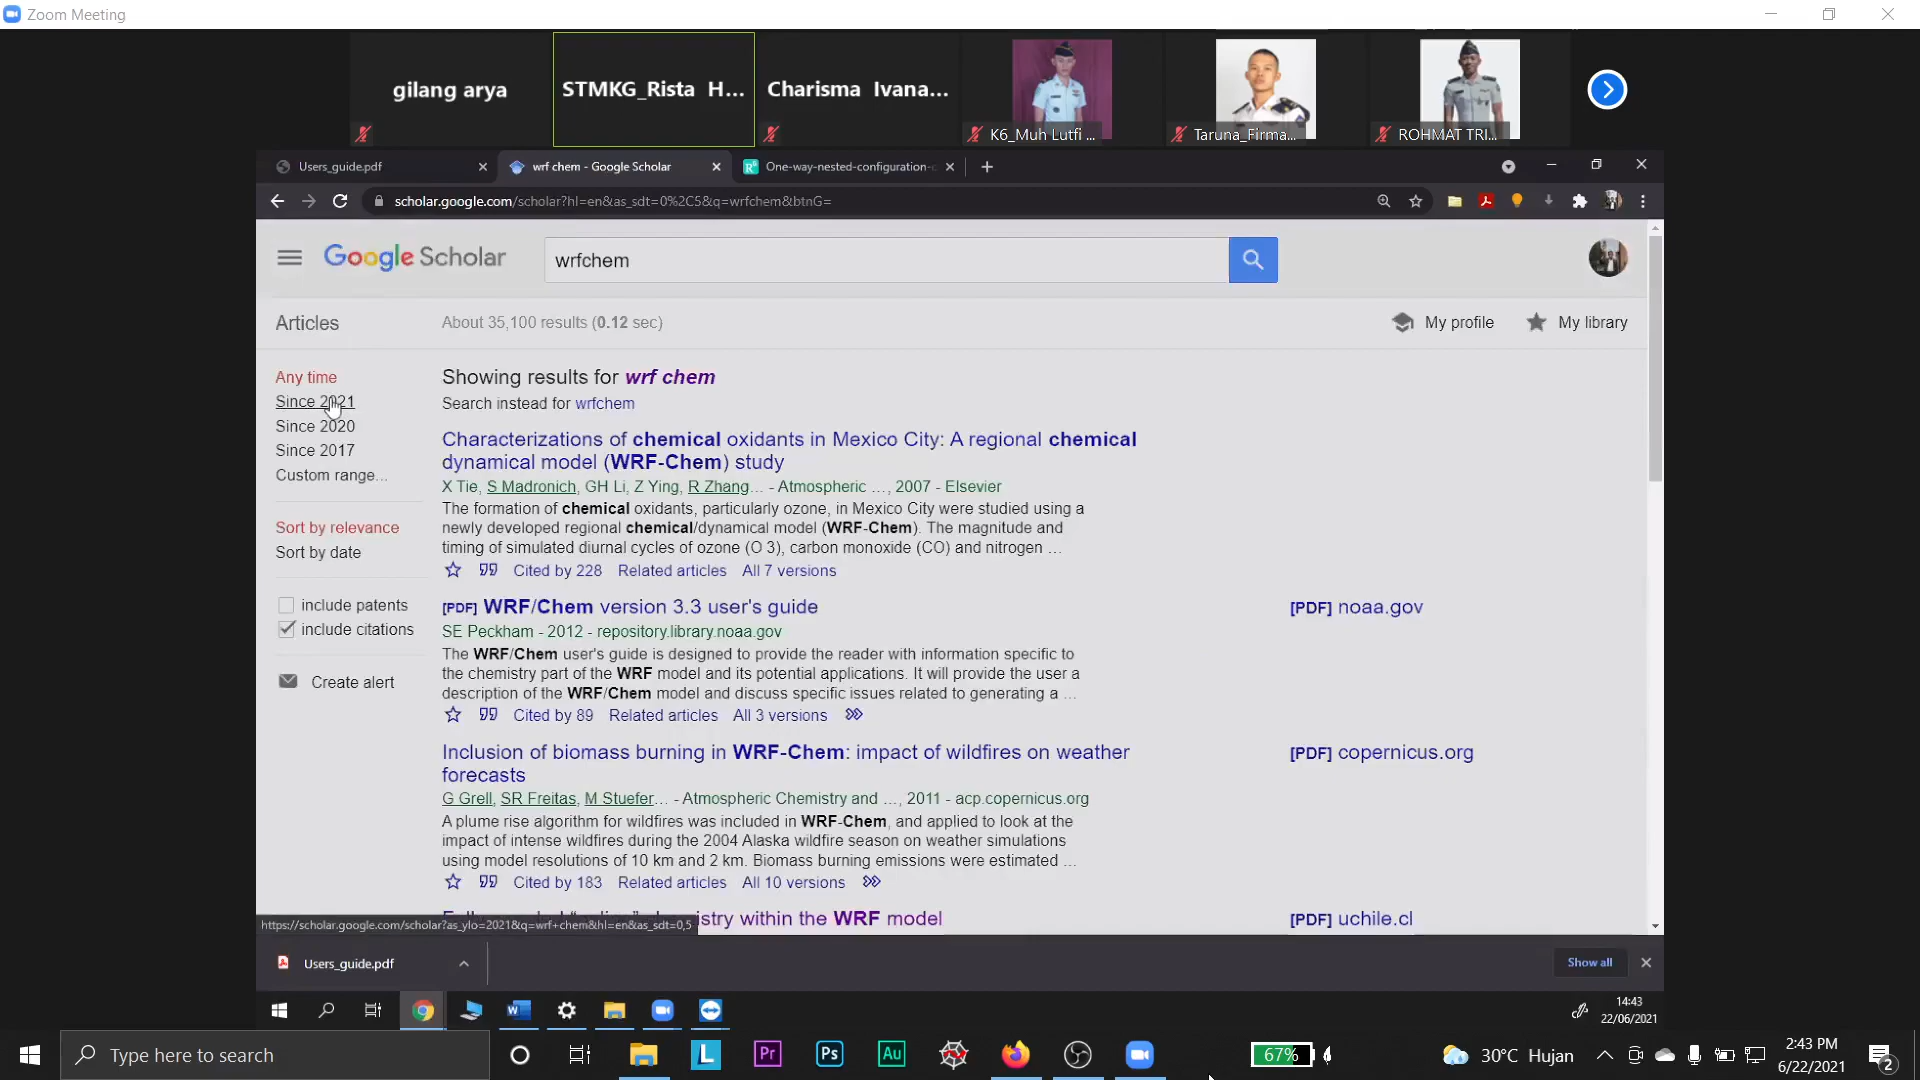 Zoom Meeting
gilang arya
STMKG_Rista H...
Charisma Ivana...
K6_Muh Lutfi ...
Taruna_Firma...
ROHMAT TRI...
Users_guide.pdf
wrf chem - Google Scholar
One-way-nested-configuration-
scholar.google.com/scholar?hl=en&as_sdt=0%2C5&q=wrfchem&btnG=
Google Scholar
wrfchem
Articles
About 35,100 results (0.12 sec)
My profile
My library
Any time
Since 2021
Since 2020
Since 2017
Custom range...
Sort by relevance
Sort by date
include patents
include citations
Create alert
Showing results for wrf chem
Search instead for wrfchem
Characterizations of chemical oxidants in Mexico City: A regional chemical
dynamical model (WRF-Chem) study
X Tie, S Madronich, GH Li, Z Ying, R Zhang… - Atmospheric …, 2007 - Elsevier
The formation of chemical oxidants, particularly ozone, in Mexico City were studied using a
newly developed regional chemical/dynamical model (WRF-Chem). The magnitude and
timing of simulated diurnal cycles of ozone (O 3), carbon monoxide (CO) and nitrogen …
Cited by 228 Related articles All 7 versions
[PDF] WRF/Chem version 3.3 user's guide
[PDF] noaa.gov
SE Peckham - 2012 - repository.library.noaa.gov
The WRF/Chem user's guide is designed to provide the reader with information specific to
the chemistry part of the WRF model and its potential applications. It will provide the user a
description of the WRF/Chem model and discuss specific issues related to generating a …
Cited by 89 Related articles All 3 versions
Inclusion of biomass burning in WRF-Chem: impact of wildfires on weather
forecasts
[PDF] copernicus.org
G Grell, SR Freitas, M Stuefer… - Atmospheric Chemistry and …, 2011 - acp.copernicus.org
A plume rise algorithm for wildfires was included in WRF-Chem, and applied to look at the
impact of intense wildfires during the 2004 Alaska wildfire season on weather simulations
using model resolutions of 10 km and 2 km. Biomass burning emissions were estimated …
Cited by 183 Related articles All 10 versions
istry within the WRF model
[PDF] uchile.cl
https://scholar.google.com/scholar?as_ylo=2021&q=wrf+chem&hl=en&as_sdt=0,5
Users_guide.pdf
Show all
14:43
22/06/2021
Type here to search
L
Pr
Ps
Au
67%
30°C Hujan
2:43 PM
6/22/2021
2